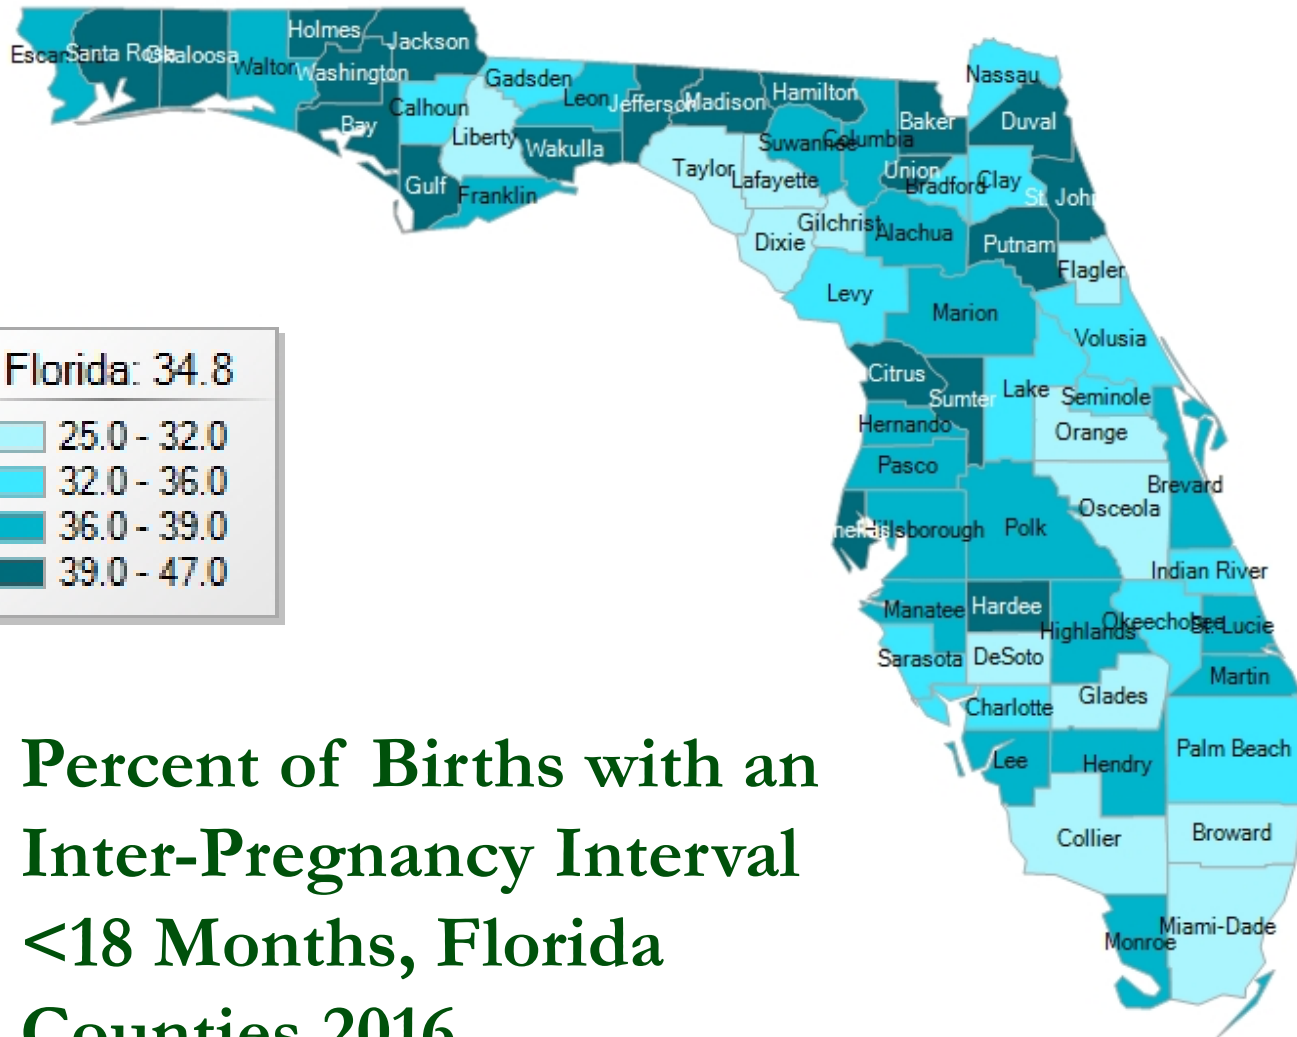 Holmes
Jackson
Escambia
Santa Rosa
Okaloosa
Walton
Washington
Calhoun
Gadsden
Leon
Jefferson
Madison
Hamilton
Nassau
Bay
Liberty
Wakulla
Suwannee
Columbia
Baker
Duval
Gulf
Franklin
Taylor
Lafayette
Union
Bradford
Clay
St. Joh
Dixie
Gilchrist
Alachua
Putnam
Flagler
Levy
Marion
Volusia
Florida: 34.8
25.0 - 32.0
32.0 - 36.0
36.0 - 39.0
39.0 - 47.0
Citrus
Sumter
Lake
Seminole
Hernando
Orange
Pasco
Brevard
Osceola
nellas
Hillsborough
Polk
Indian River
Manatee
Hardee
Highlands
Okeechobee
St. Lucie
Sarasota
DeSoto
Martin
Charlotte
Glades
Lee
Hendry
Palm Beach
Collier
Broward
Monroe
Miami-Dade
Percent of Births with an
Inter-Pregnancy Interval
<18 Months, Florida
Counties 2016